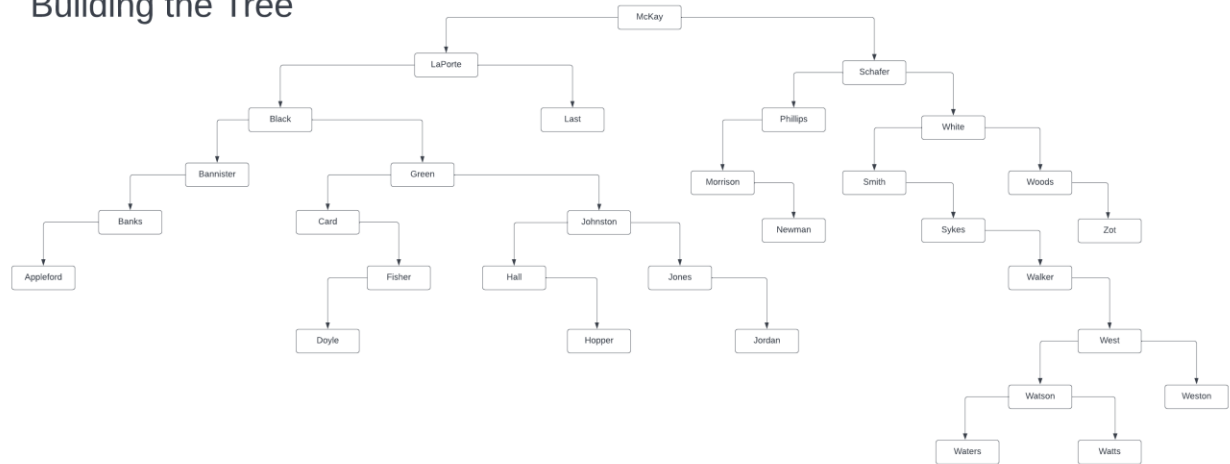 Building the Tree
McKay
LaPorte
Schafer
Black
Last
Phillips
White
Bannister
Green
Morrison
Smith
Woods
Banks
Card
Johnston
Newman
Sykes
Zot
Appleford
Fisher
Hall
Jones
Walker
Doyle
Hopper
Jordan
West
Watson
Weston
Waters
Watts